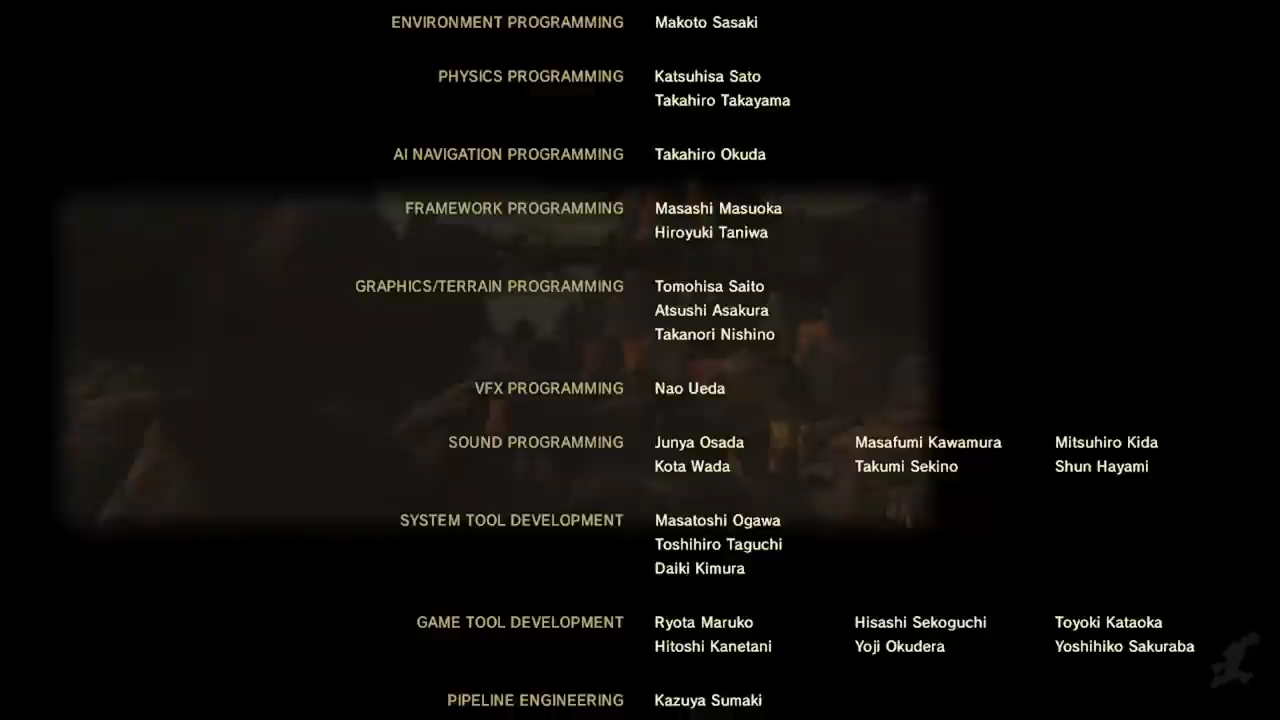 ENVIRONMENT PROGRAMMING Makoto Sasaki
PHYSICS PROGRAMMING Katsuhisa Sato
Takahiro Takayama
AI NAVIGATION PROGRAMMING Takahiro Okuda
FRAMEWORK PROGRAMMING Masashi Masuoka
Hiroyuki Taniwa
GRAPHICS/TERRAIN PROGRAMMING Tomohisa Saito
Atsushi Asakura
Takanori Nishino
VFX PROGRAMMING Nao Ueda
SOUND PROGRAMMING Junya Osada Masafumi Kawamura Mitsuhiro Kida
Kota Wada Takumi Sekino Shun Hayami
SYSTEM TOOL DEVELOPMENT Masatoshi Ogawa
Toshihiro Taguchi
Daiki Kimura
GAME TOOL DEVELOPMENT Ryota Maruko Hisashi Sekoguchi Toyoki Kataoka
Hitoshi Kanetani Yoji Okudera Yoshihiko Sakuraba
PIPELINE ENGINEERING Kazuya Sumaki